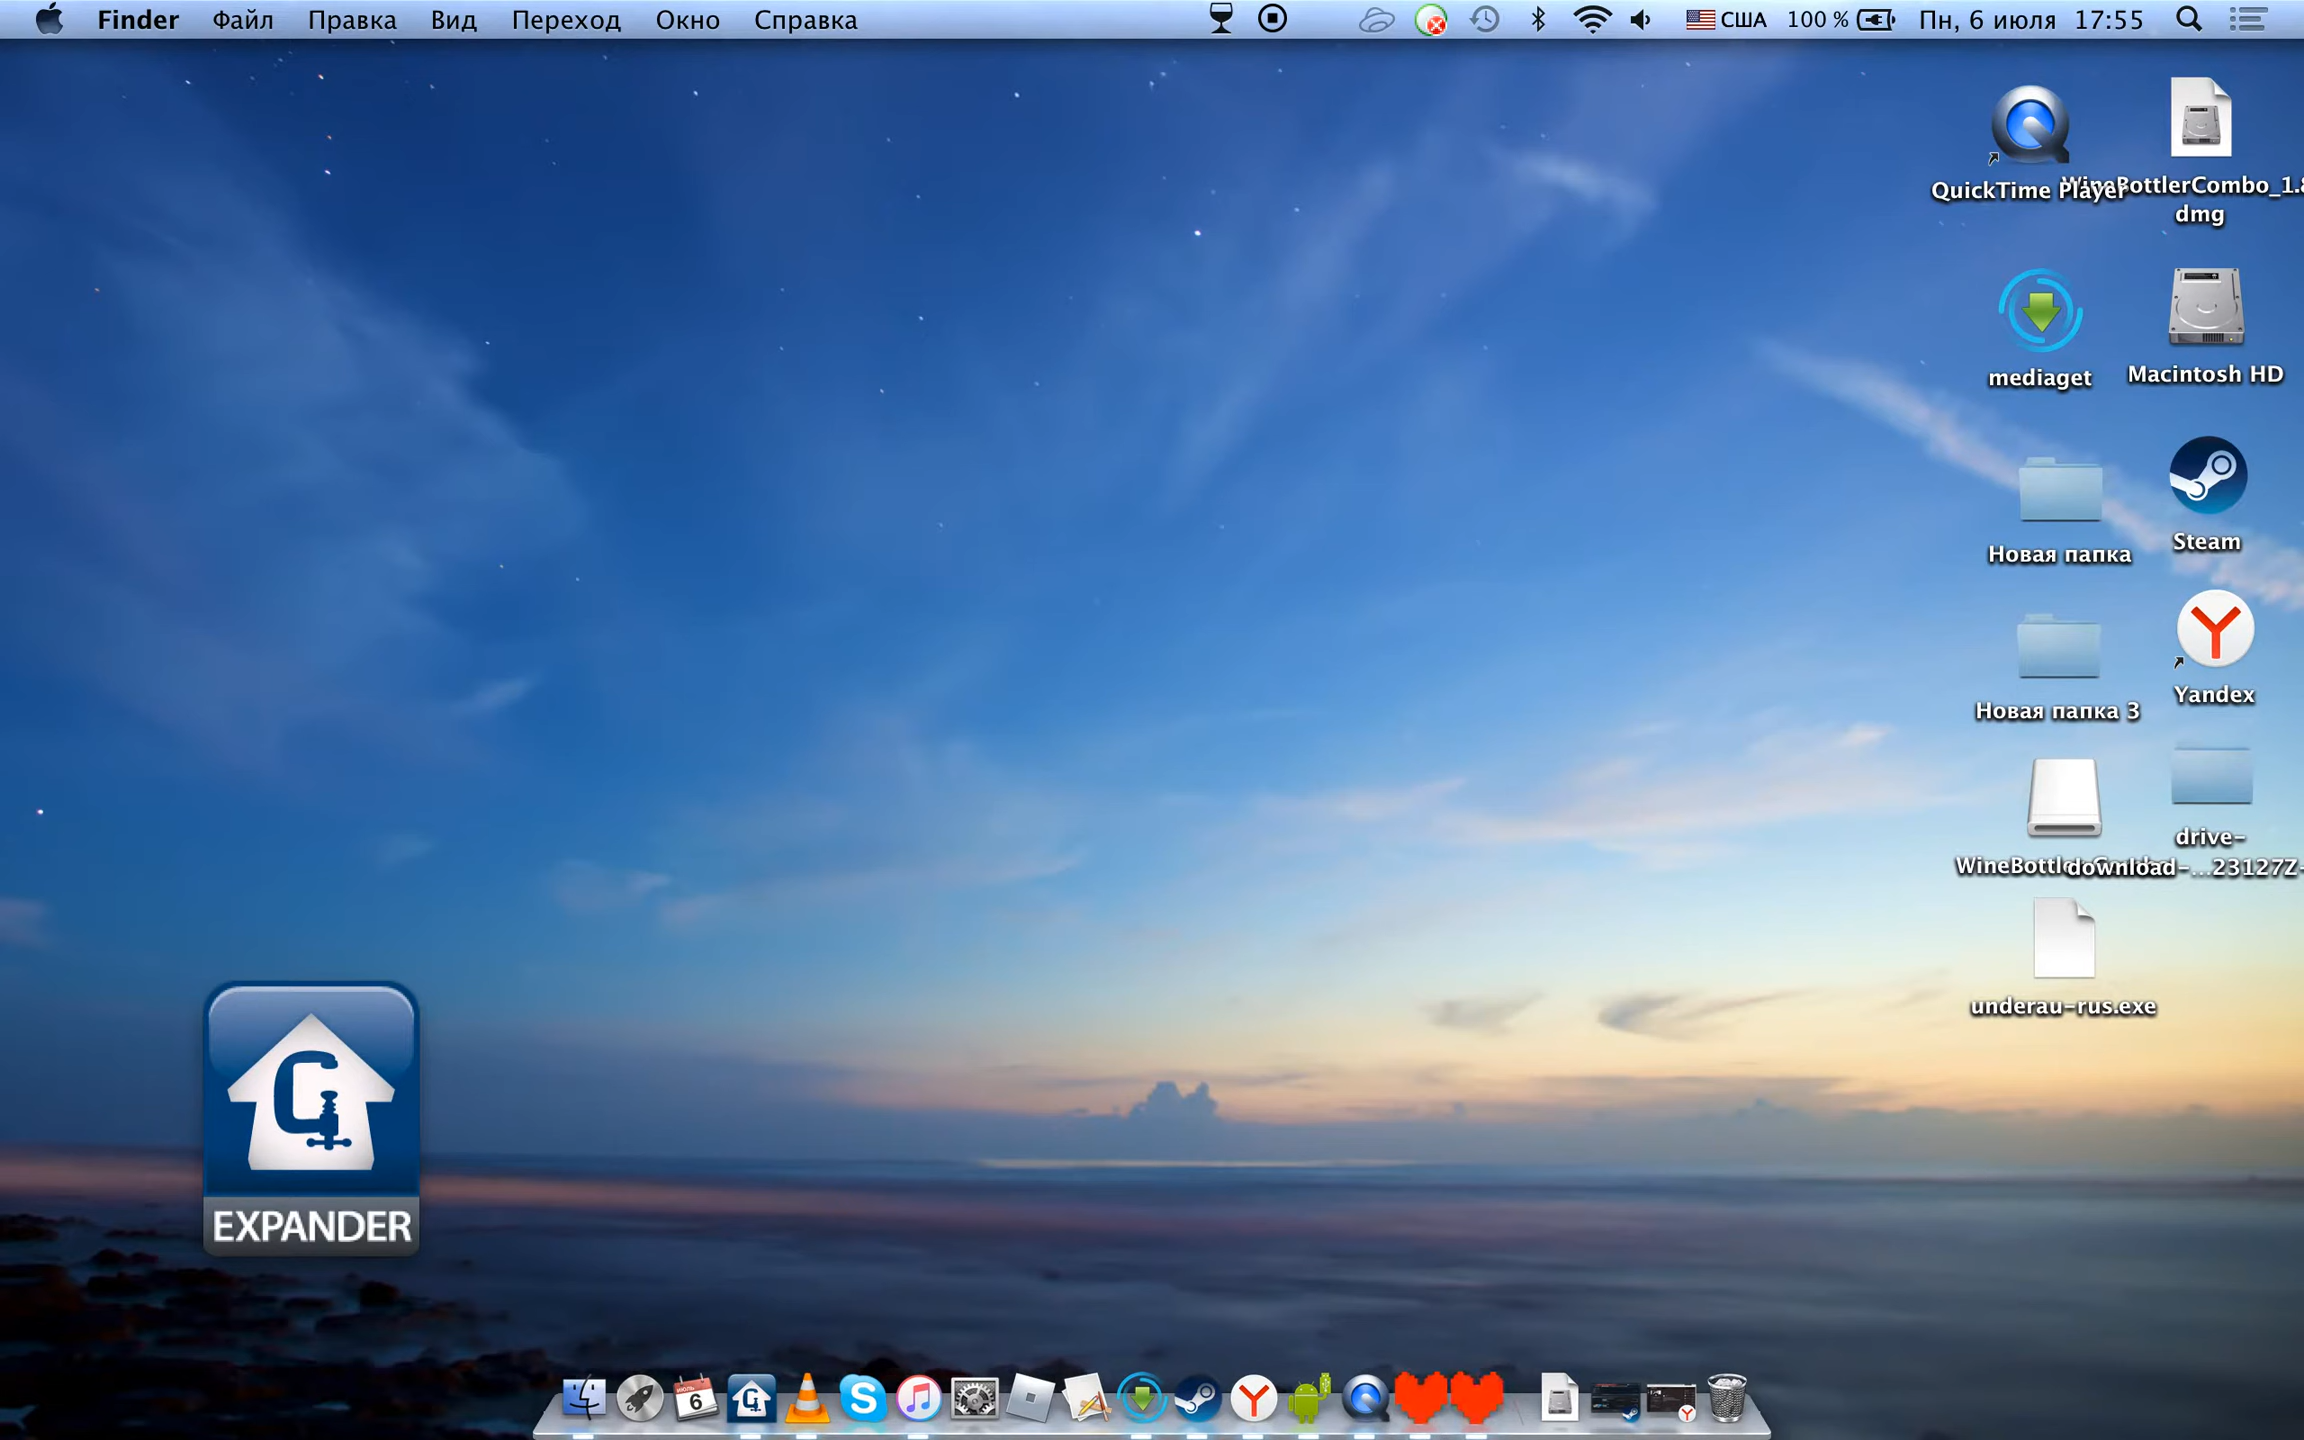 Finder Файл Правка Вид Переход Окно Справка США 100 % Пн, 6 июля 17:55
QuickTime Player
WineBottlerCombo_1.8
dmg
mediaget
Macintosh HD
Новая папка
Steam
Новая папка 3
Yandex
drive-
download-...23127Z-
underau-rus.exe
EXPANDER
6